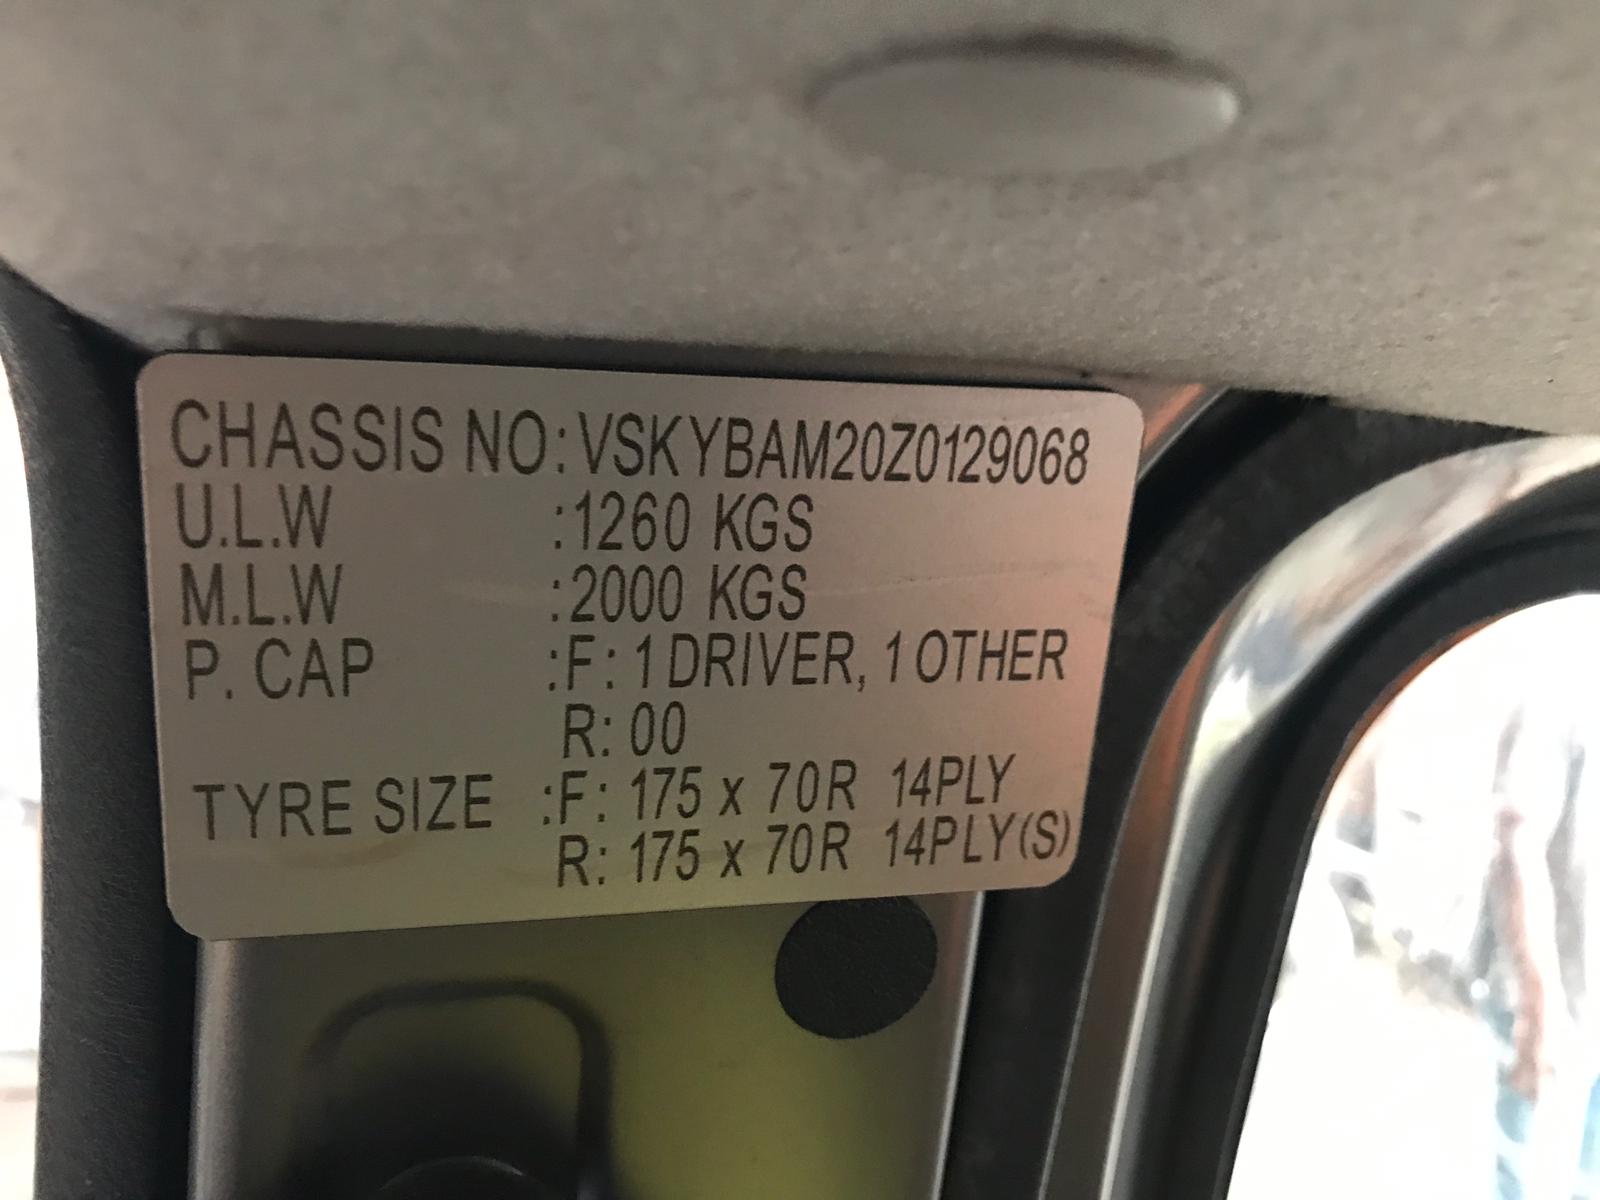 CHASSIS NO:VSKYBAM20Z0129068
U.L.W :1260 KGS
M.L.W :2000 KGS
P. CAP :F: 1 DRIVER, 1 OTHER
R: 00
TYRE SIZE :F: 175 x 70R 14PLY
R: 175 x 70R 14PLY(S)